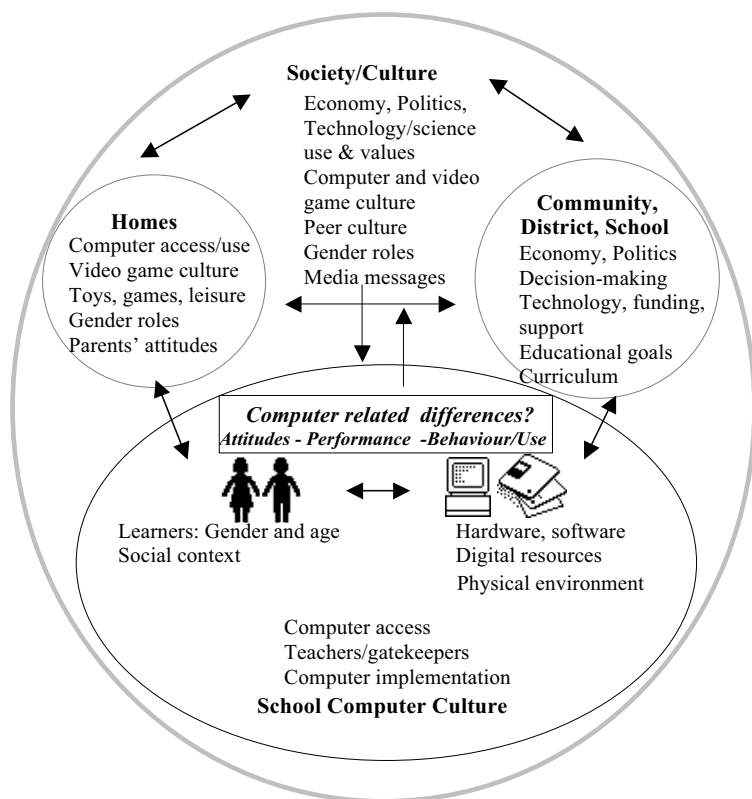 Society/Culture
Economy, Politics,
Technology/science
use & values
Computer and video
game culture
Peer culture
Gender roles
Media messages
Homes
Computer access/use
Video game culture
Toys, games, leisure
Gender roles
Parents’ attitudes
Community,
District, School
Economy, Politics
Decision-making
Technology, funding,
support
Educational goals
Curriculum
Computer related differences?
Attitudes - Performance -Behaviour/Use
Learners: Gender and age
Social context
Hardware, software
Digital resources
Physical environment
Computer access
Teachers/gatekeepers
Computer implementation
School Computer Culture